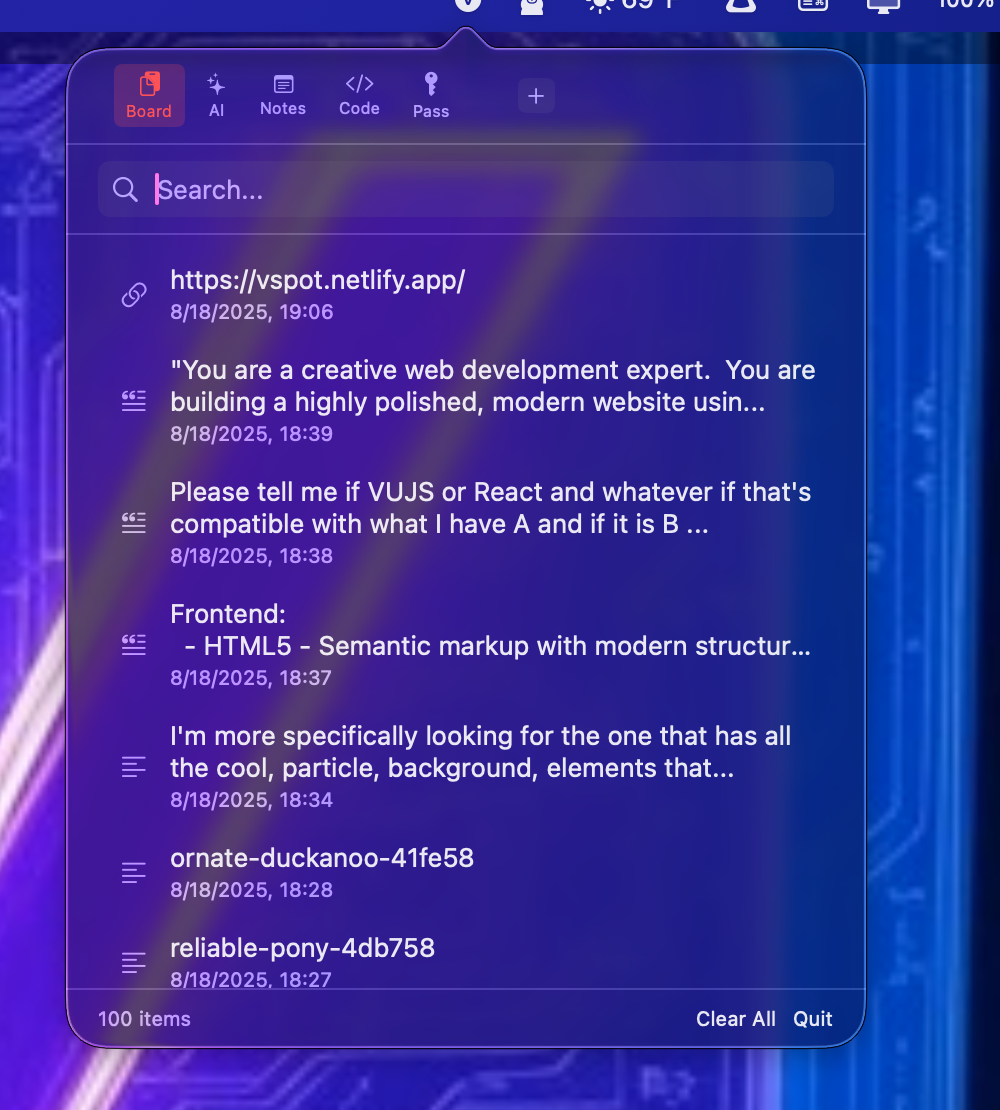 100%
Board
AI
Notes
Code
Pass
Search...
https://vspot.netlify.app/
8/18/2025, 19:06
"You are a creative web development expert.  You are
building a highly polished, modern website usin...
8/18/2025, 18:39
Please tell me if VUJS or React and whatever if that's
compatible with what I have A and if it is B ...
8/18/2025, 18:38
Frontend:
- HTML5 - Semantic markup with modern structur...
8/18/2025, 18:37
I'm more specifically looking for the one that has all
the cool, particle, background, elements that...
8/18/2025, 18:34
ornate-duckanoo-41fe58
8/18/2025, 18:28
reliable-pony-4db758
8/18/2025, 18:27
100 items
Clear All Quit